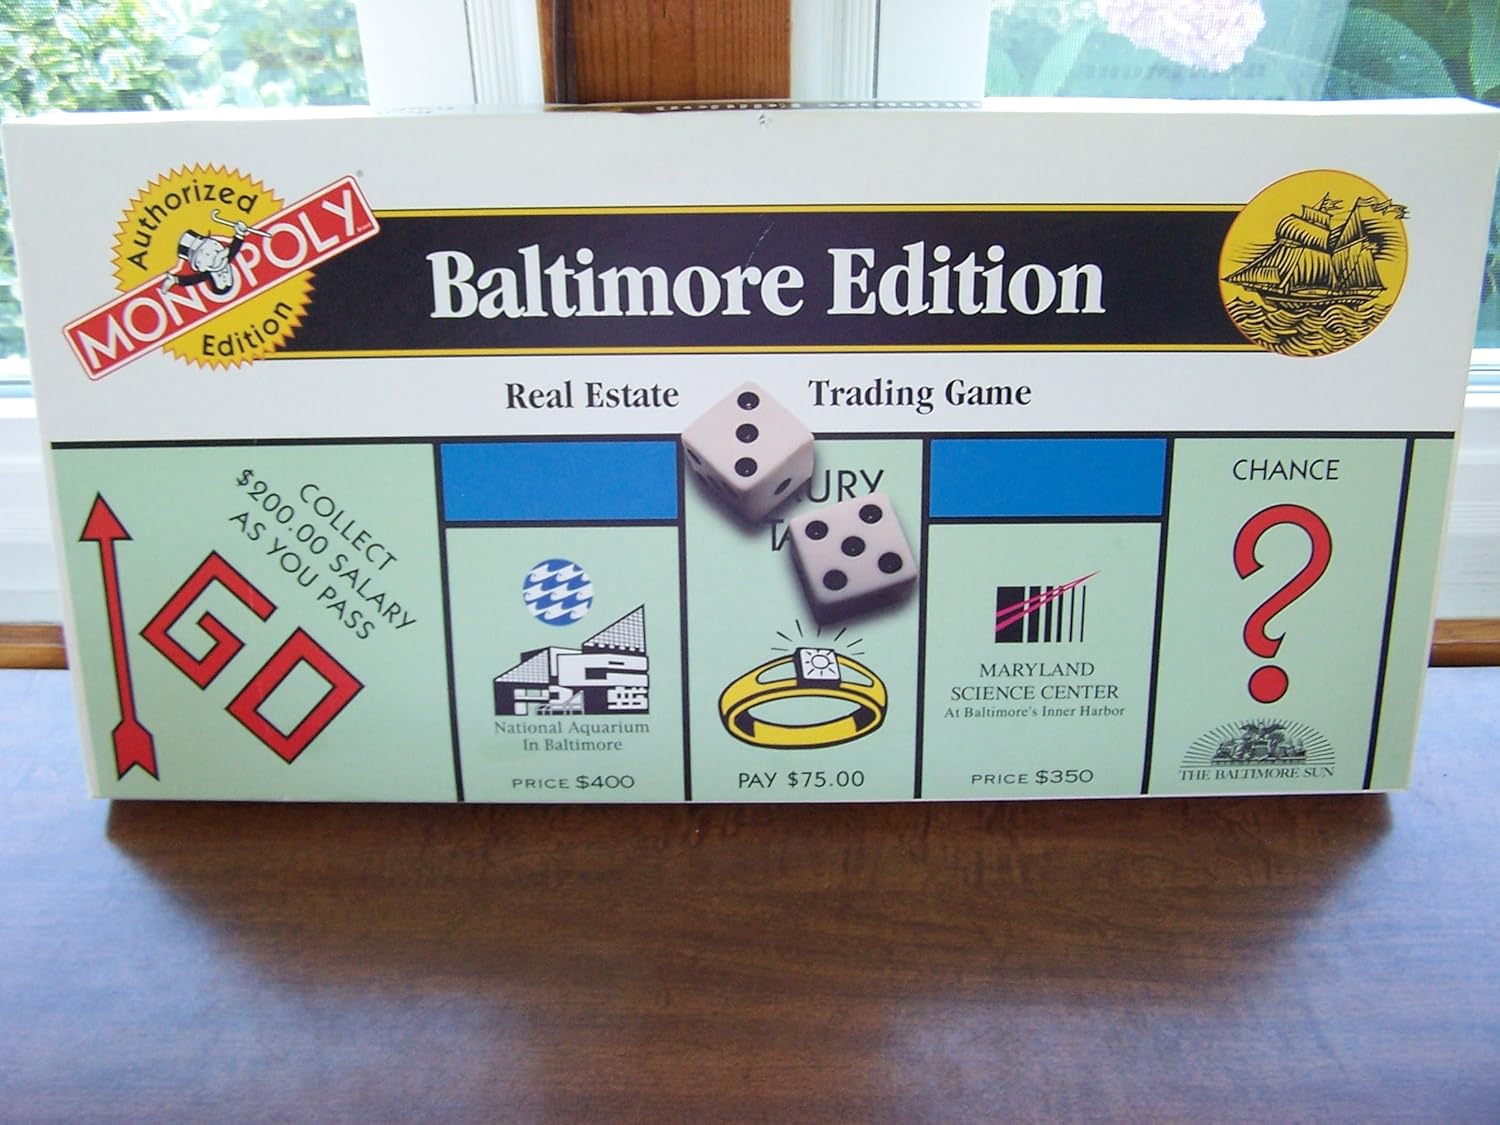 Authorized
MONOPOLY
Edition
Baltimore Edition
Real Estate Trading Game
COLLECT
$200.00 SALARY
AS YOU PASS
GO
National Aquarium
In Baltimore
PRICE $400
URY
TA
PAY $75.00
MARYLAND
SCIENCE CENTER
At Baltimore's Inner Harbor
PRICE $350
CHANCE
?
THE BALTIMORE SUN